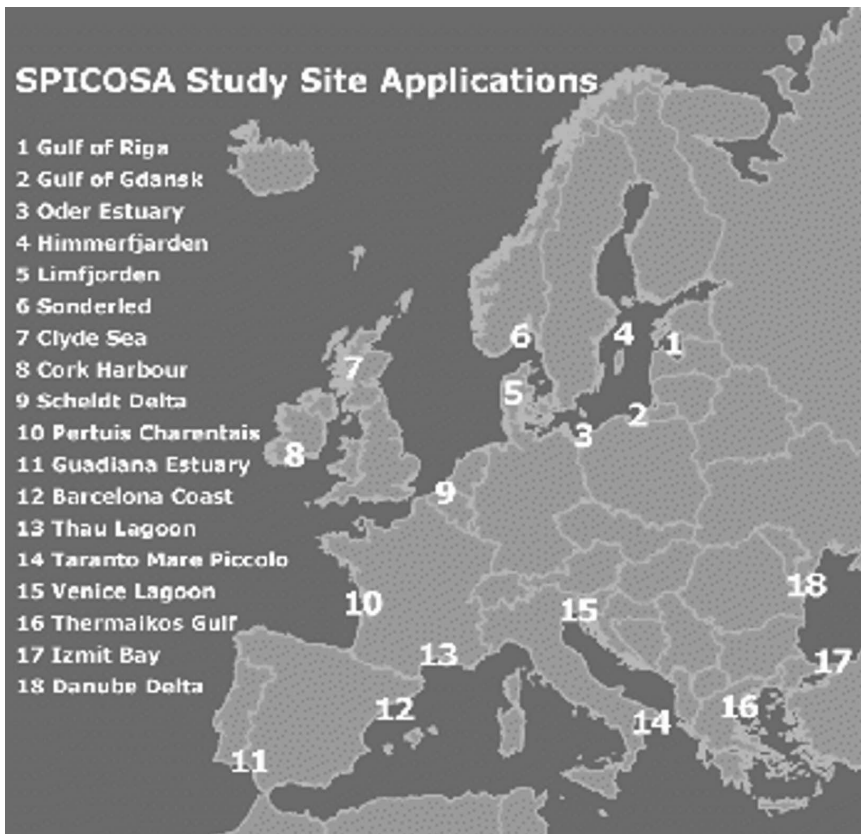 SPICOSA Study Site Applications
1 Gulf of Riga
2 Gulf of Gdansk
3 Oder Estuary
4 Himmerfjarden
5 Limfjorden
6 Sonderled
7 Clyde Sea
8 Cork Harbour
9 Scheldt Delta
10 Pertuis Charentais
11 Guadiana Estuary
12 Barcelona Coast
13 Thau Lagoon
14 Taranto Mare Piccolo
15 Venice Lagoon
16 Thermaikos Gulf
17 Izmit Bay
18 Danube Delta
6
4
1
7
5
2
3
8
9
18
10
15
13
17
12
16
14
11